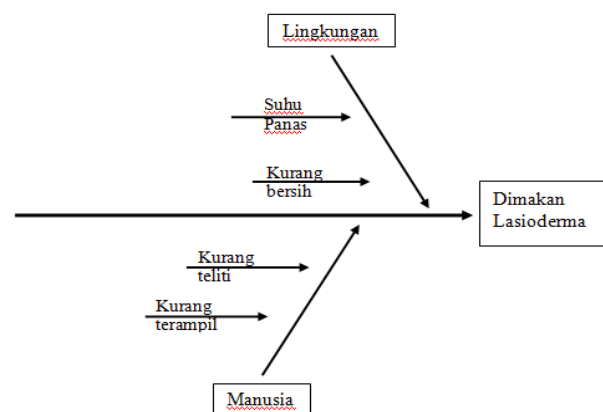 Lingkungan
Suhu
Panas
Kurang
bersih
Dimakan
Lasioderma
Kurang
teliti
Kurang
terampil
Manusia